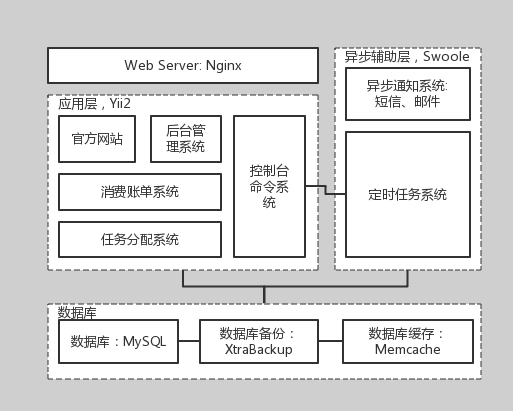 Web Server: Nginx
异步辅助层，Swoole
异步通知系统:
短信、邮件
应用层，Yii2
官方网站
后台管
理系统
控制台
命令系
统
消费账单系统
任务分配系统
定时任务系统
数据库
数据库：MySQL
数据库备份：
XtraBackup
数据库缓存：
Memcache